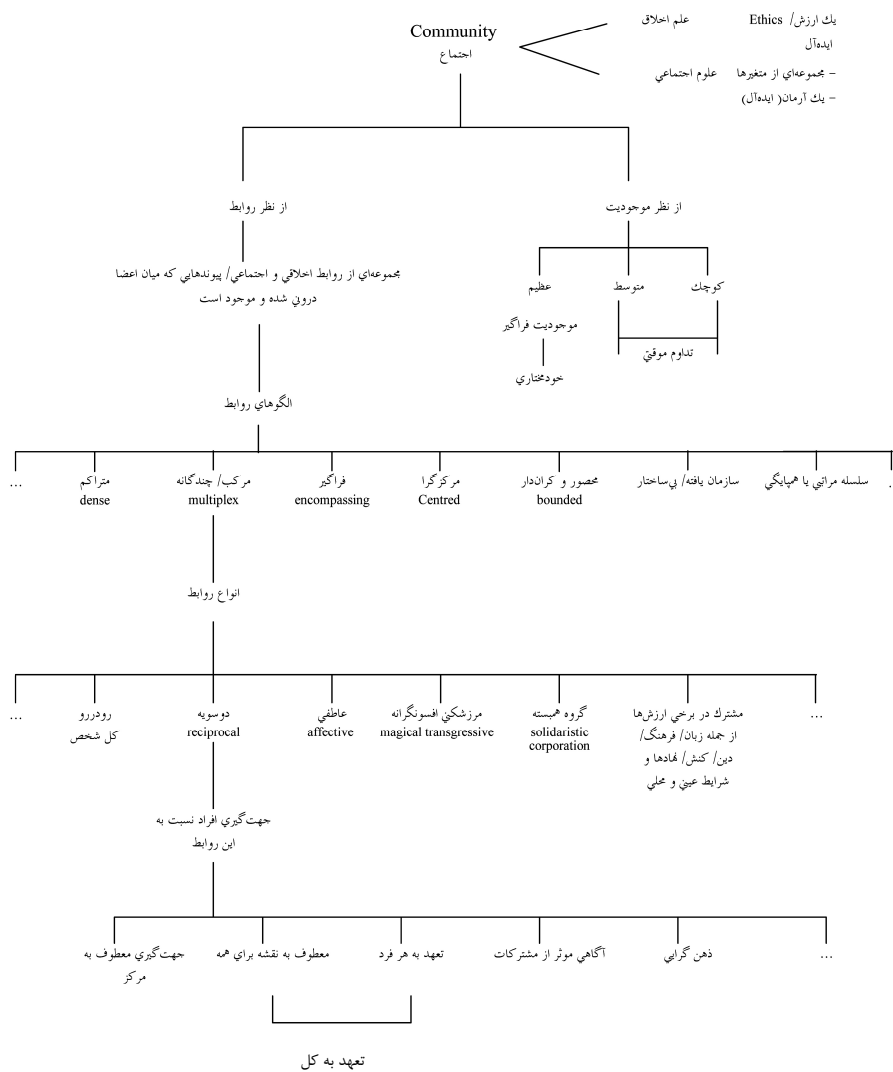 Community
اجتماع
علم اخلاق Ethics /يك ارزش
ايده‌آل
علوم اجتماعي – مجموعه‌اي از متغيرها
– يك آرمان( ايده‌آل)
از نظر موجوديت
از نظر روابط
كوچك
متوسط
عظيم
تداوم موقتي
موجوديت فراگير
خودمختاري
مجموعه‌اي از روابط اخلاقي و اجتماعي/ پيوندهايي كه ميان اعضا
دروني شده و موجود است
الگوهاي روابط
سلسله مراتبي يا همپايگي
سازمان يافته/ بي‌ساختار
محصور و كران‌دار
bounded
مركزگرا
Centred
فراگير
encompassing
مركب/ چندگانه
multiplex
متراكم
dense
...
انواع روابط
...
مشترك در برخي ارزش‌ها
از جمله زبان/ فرهنگ/
دين/ كنش/ نهادها و
شرايط عيني و محلي
گروه همبسته
solidaristic
corporation
مرزشكني افسونگرانه
magical transgressive
عاطفي
affective
دوسويه
reciprocal
رودررو
كل شخص
...
جهت‌گيري افراد نسبت به
اين روابط
...
ذهن گرايي
آگاهي موثر از مشتركات
تعهد به هر فرد
معطوف به نقشه براي همه
جهت‌گيري معطوف به
مركز
تعهد به كل